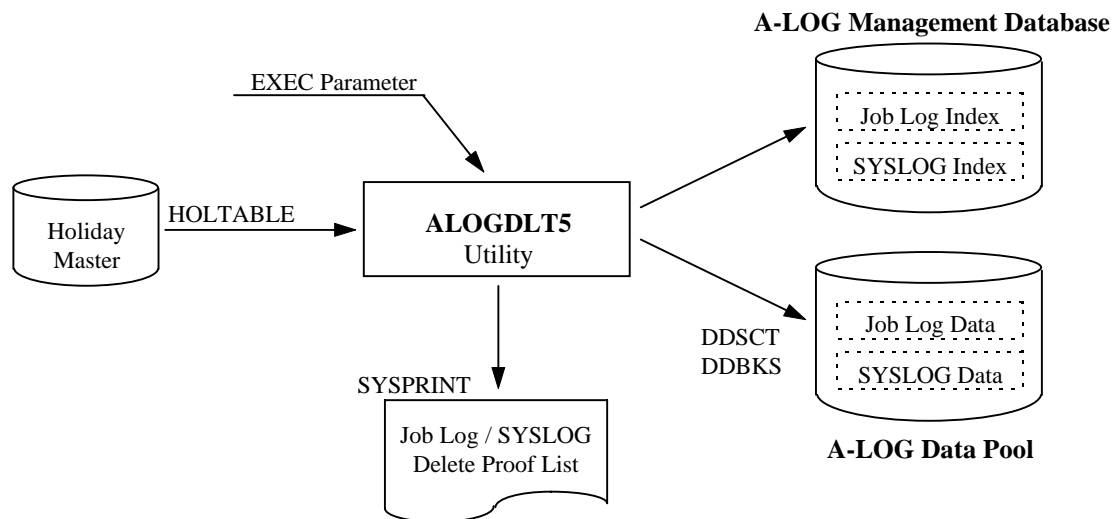 A-LOG Management Database
EXEC Parameter
Job Log Index
SYSLOG Index
HOLTABLE
Holiday
Master
ALOGDLT5
Utility
Job Log Data
SYSLOG Data
DDSCT
DDBKS
SYSPRINT
Job Log / SYSLOG
Delete Proof List
A-LOG Data Pool